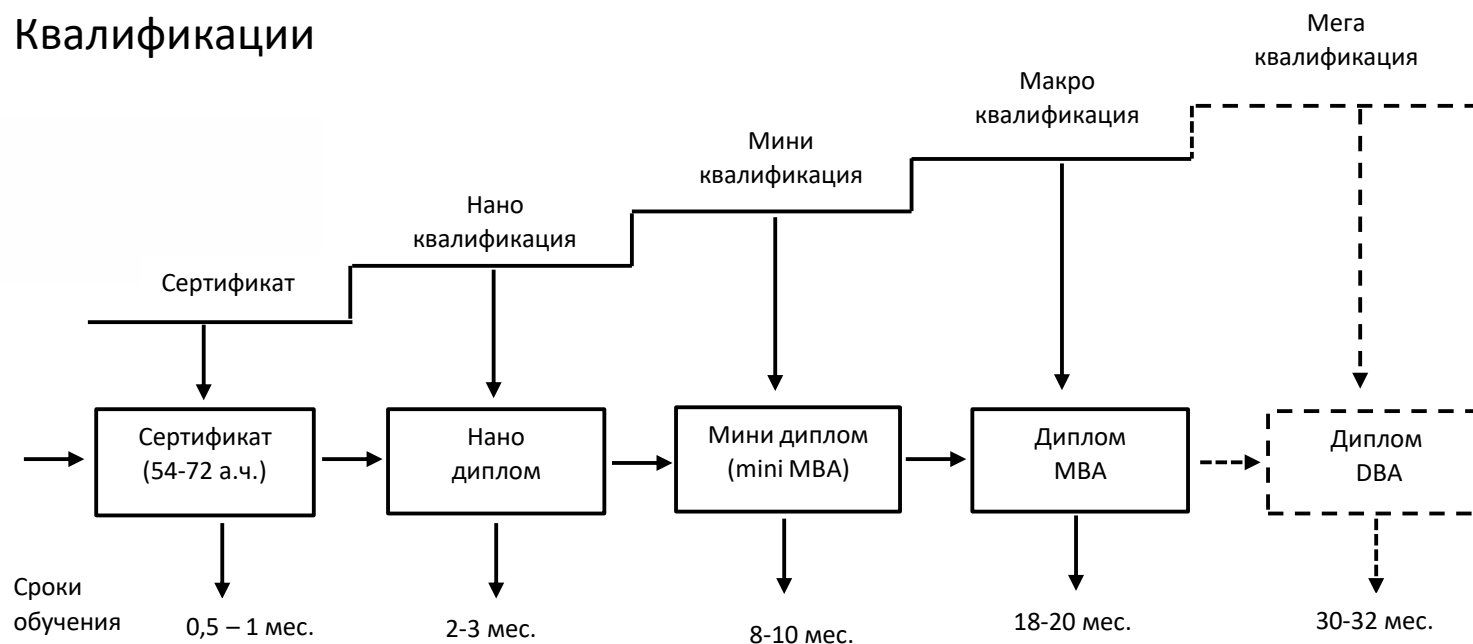 Квалификации
Мега
квалификация
Макро
квалификация
Мини
квалификация
Нано
квалификация
Сертификат
Сертификат
(54-72 а.ч.)
Нано
диплом
Мини диплом
(mini MBA)
Диплом
MBA
Диплом
DBA
Сроки
обучения
0,5 – 1 мес.
2-3 мес.
8-10 мес.
18-20 мес.
30-32 мес.